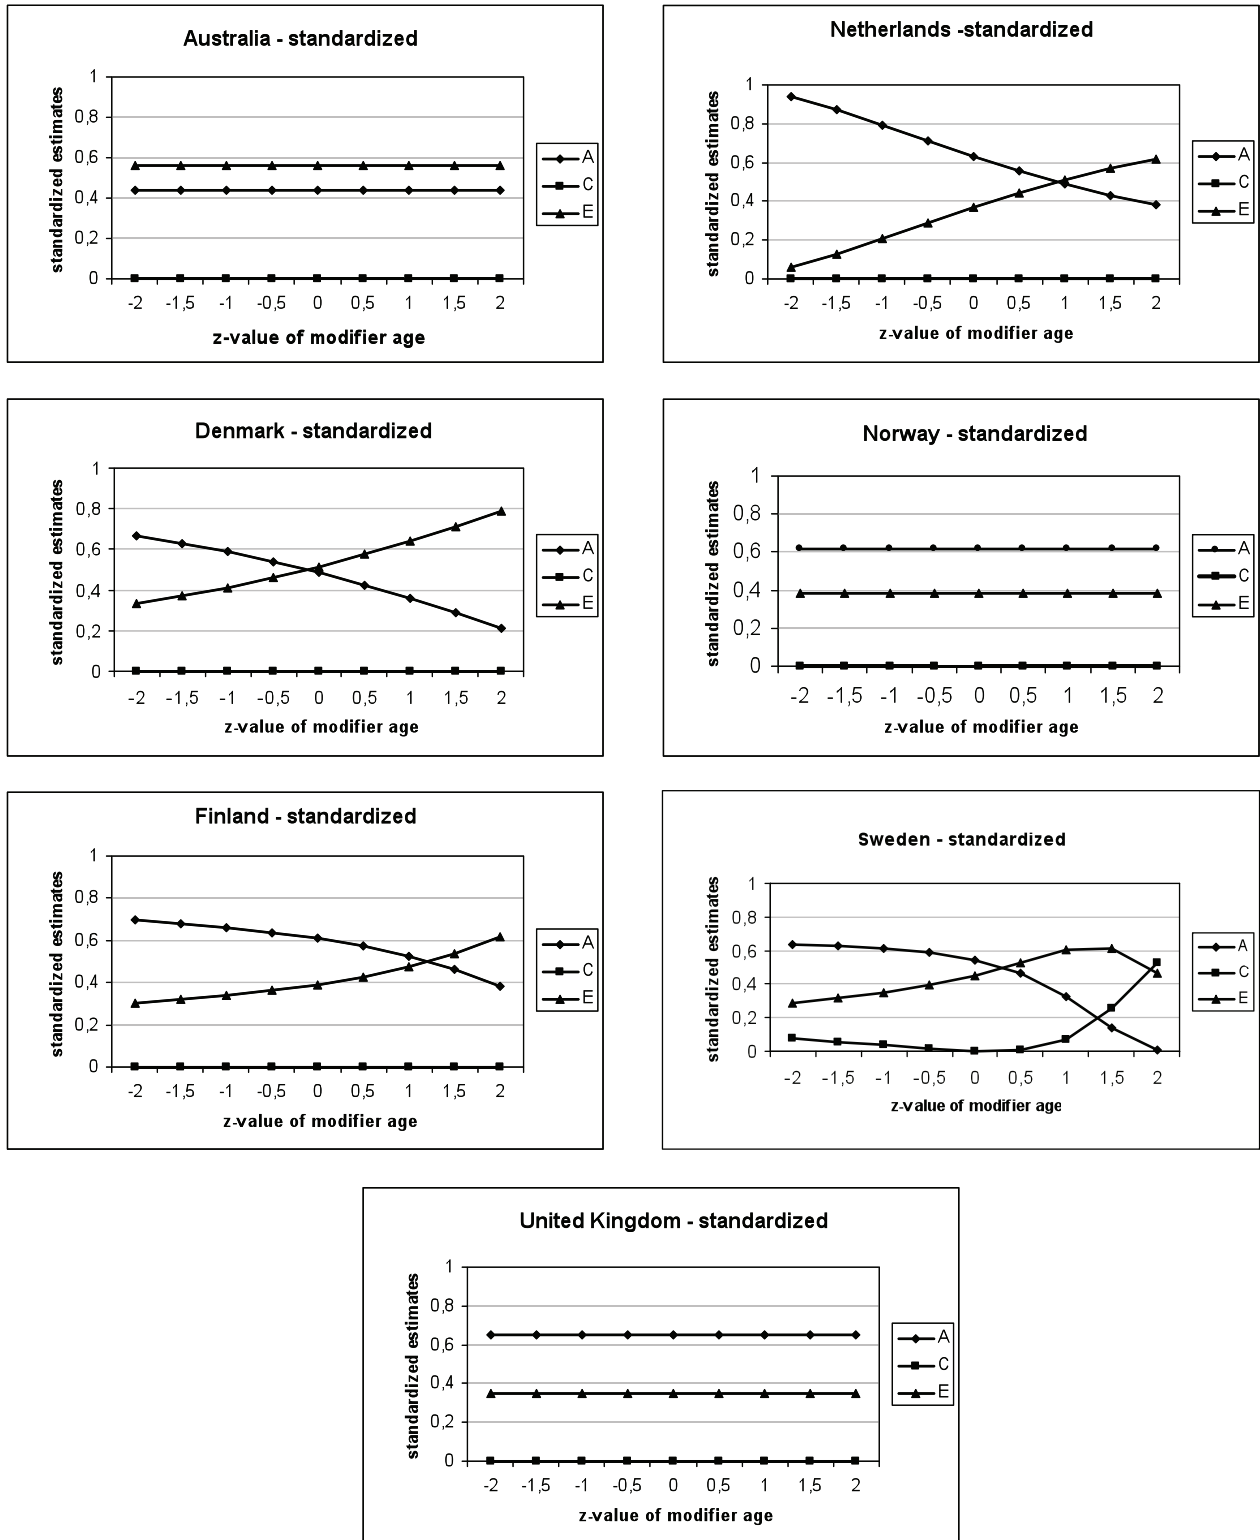 Australia - standardized
standardized estimates
1
0,8
0,6
0,4
0,2
0
-2 -1,5 -1 -0,5 0 0,5 1 1,5 2
z-value of modifier age
A
C
E
Netherlands -standardized
standardized estimates
1
0,8
0,6
0,4
0,2
0
-2 -1,5 -1 -0,5 0 0,5 1 1,5 2
z-value of modifier age
A
C
E
Denmark - standardized
standardized estimates
1
0,8
0,6
0,4
0,2
0
-2 -1,5 -1 -0,5 0 0,5 1 1,5 2
z-value of modifier age
A
C
E
Norway - standardized
standardized estimates
1
0,8
0,6
0,4
0,2
0
-2 -1,5 -1 -0,5 0 0,5 1 1,5 2
z-value of modifier age
A
C
E
Finland - standardized
standardized estimates
1
0,8
0,6
0,4
0,2
0
-2 -1,5 -1 -0,5 0 0,5 1 1,5 2
z-value of modifier age
A
C
E
Sweden - standardized
standardized estimates
1
0,8
0,6
0,4
0,2
0
-2 -1,5 -1 -0,5 0 0,5 1 1,5 2
z-value of modifier age
A
C
E
United Kingdom - standardized
standardized estimates
1
0,8
0,6
0,4
0,2
0
-2 -1,5 -1 -0,5 0 0,5 1 1,5 2
z-value of modifier age
A
C
E